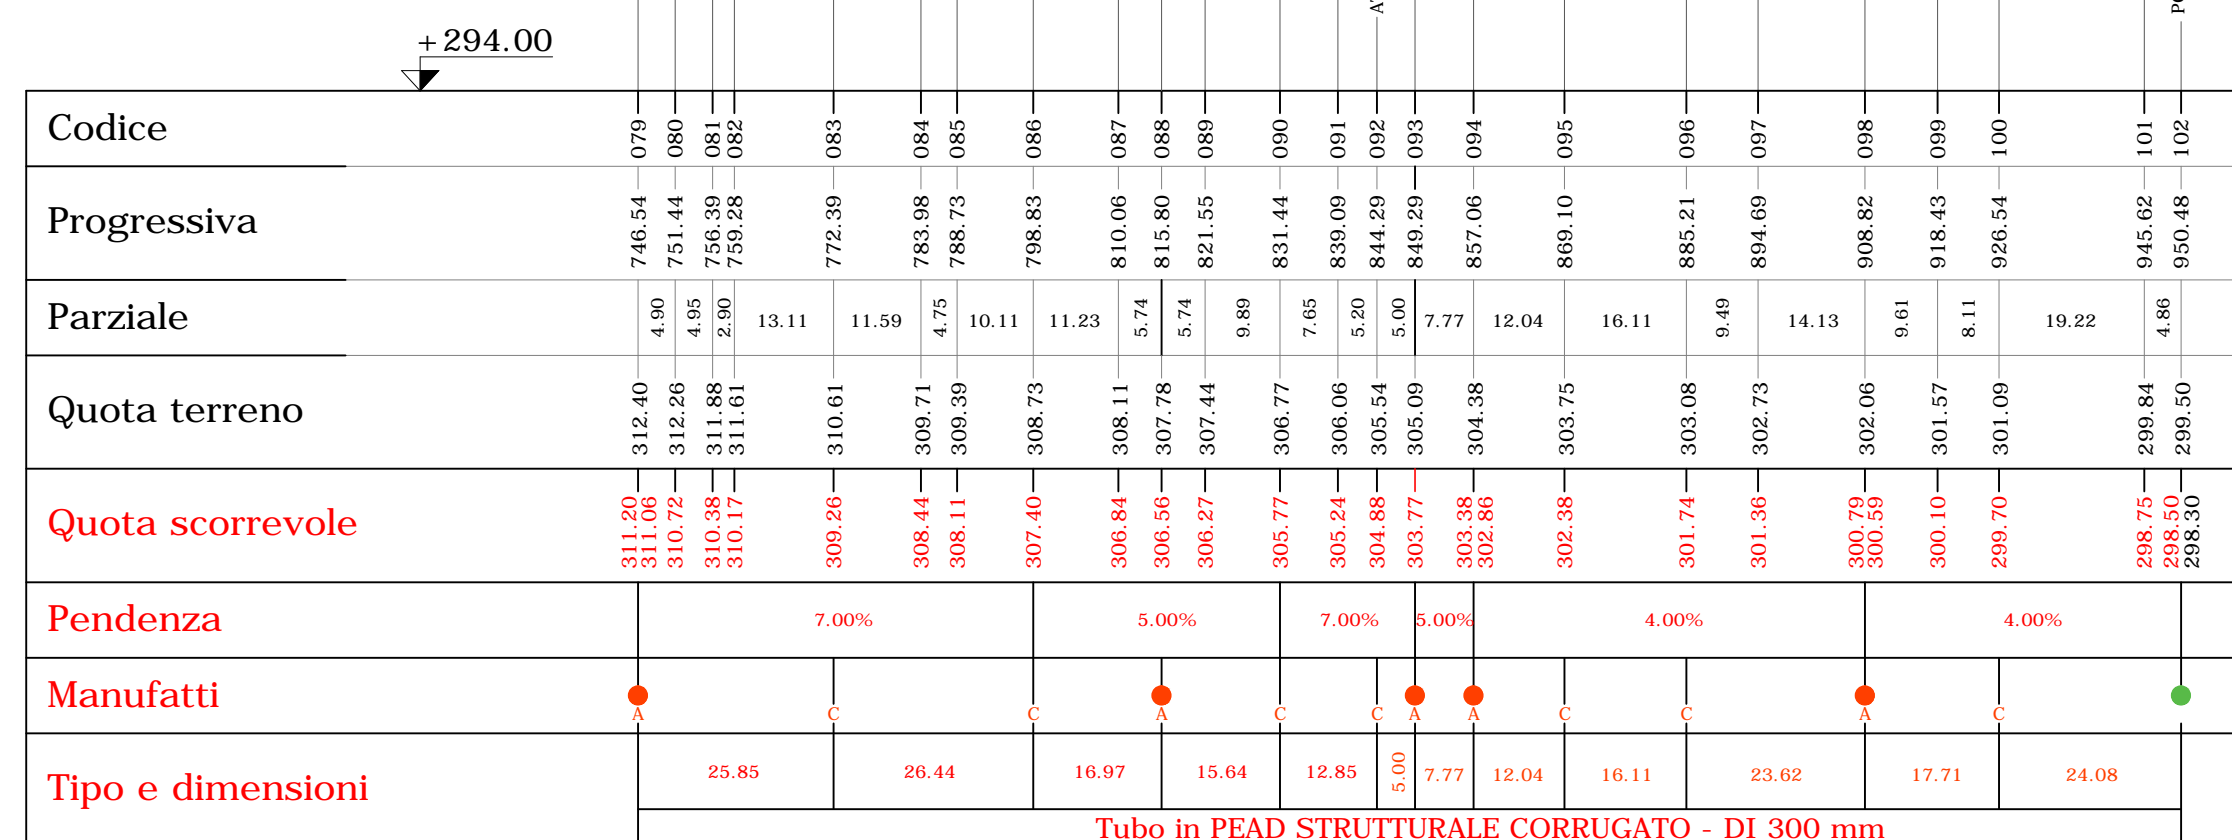 +294.00
Codice 079 080 081 082 083 084 085 086 087 088 089 090 091 092 093 094 095 096 097 098 099 100 101 102
Progressiva 746.54 751.44 756.39 759.28 772.39 783.98 788.73 798.83 810.06 815.80 821.55 831.44 839.09 844.29 849.29 857.06 869.10 885.21 894.69 908.82 918.43 926.54 945.62 950.48
Parziale 4.90 4.95 2.90 13.11 11.59 4.75 10.11 11.23 5.74 5.74 9.89 7.65 5.20 5.00 7.77 12.04 16.11 9.49 14.13 9.61 8.11 19.22 4.86
Quota terreno 312.40 312.26 311.88 311.61 310.61 309.71 309.39 308.73 308.11 307.78 307.44 306.77 306.06 305.54 305.09 304.38 303.75 303.08 302.73 302.06 301.57 301.09 299.84 299.50
Quota scorrevole 311.20 311.06 310.72 310.38 310.17 309.26 308.44 308.11 307.40 306.84 306.56 306.27 305.77 305.24 304.88 303.77 303.38 302.86 302.38 301.74 301.36 300.79 300.59 300.10 299.70 298.75 298.50 298.30
Pendenza 7.00% 5.00% 7.00% 5.00% 4.00% 4.00%
Manufatti A C C A C C A A C C A C
Tipo e dimensioni 25.85 26.44 16.97 15.64 12.85 5.00 7.77 12.04 16.11 23.62 17.71 24.08
Tubo in PEAD STRUTTURALE CORRUGATO - DI 300 mm